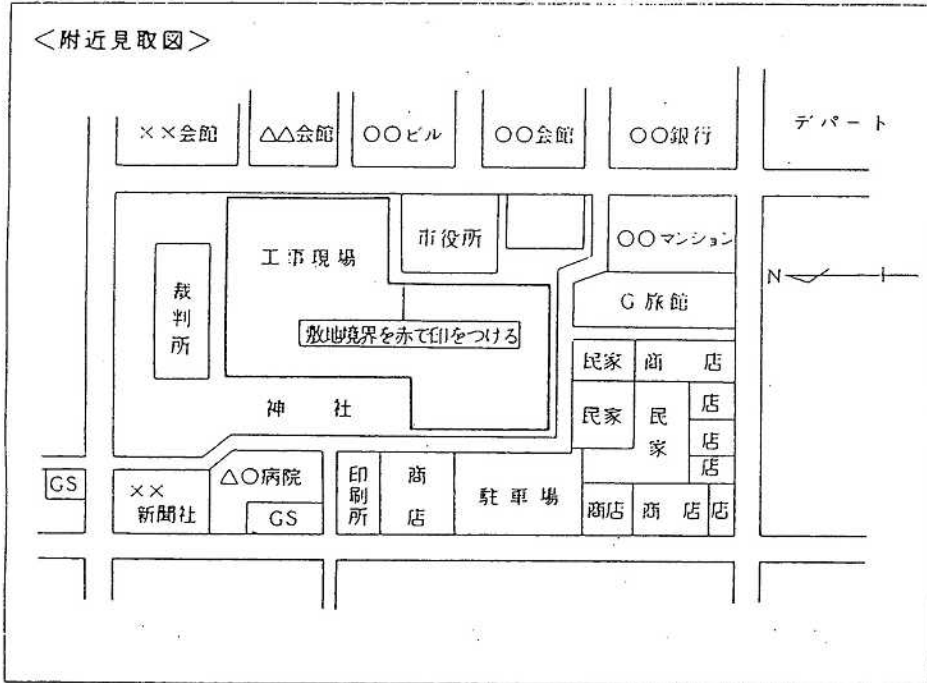 <附近見取図>
××会館
△△会館
○○ビル
○○会館
○○銀行
デパート
工事現場
市役所
○○マンション
N
裁判所
G旅館
敷地境界を赤で印をつける
民家
商店
神社
民家
民家
店
店
店
GS
××
新聞社
△○病院
GS
印刷所
商店
駐車場
商店
商店
店